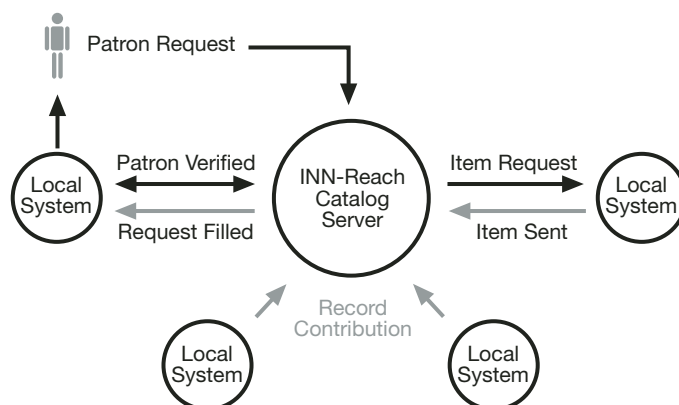 Patron Request
Local
System
Patron Verified
Request Filled
INN-Reach
Catalog
Server
Item Request
Item Sent
Local
System
Record
Contribution
Local
System
Local
System